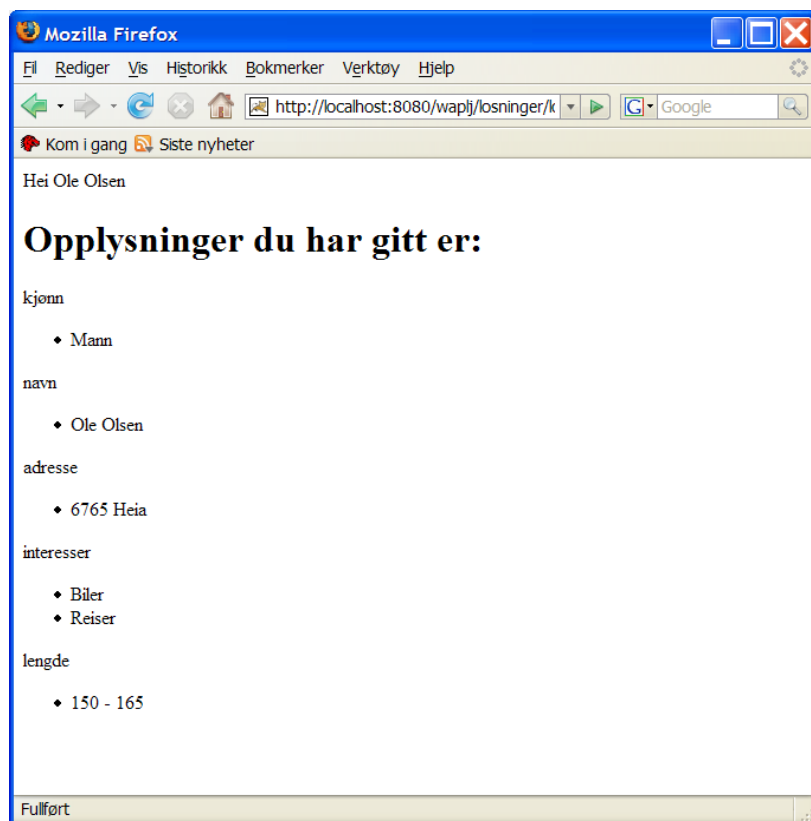 Mozilla Firefox
Fil Rediger Vis Historikk Bokmerker Verktøy Hjelp
http://localhost:8080/waplj/losninger/k G Google
Kom i gang Siste nyheter
Hei Ole Olsen
Opplysninger du har gitt er:
kjønn
• Mann
navn
• Ole Olsen
adresse
• 6765 Heia
interesser
• Biler
• Reiser
lengde
• 150 - 165
Fullført